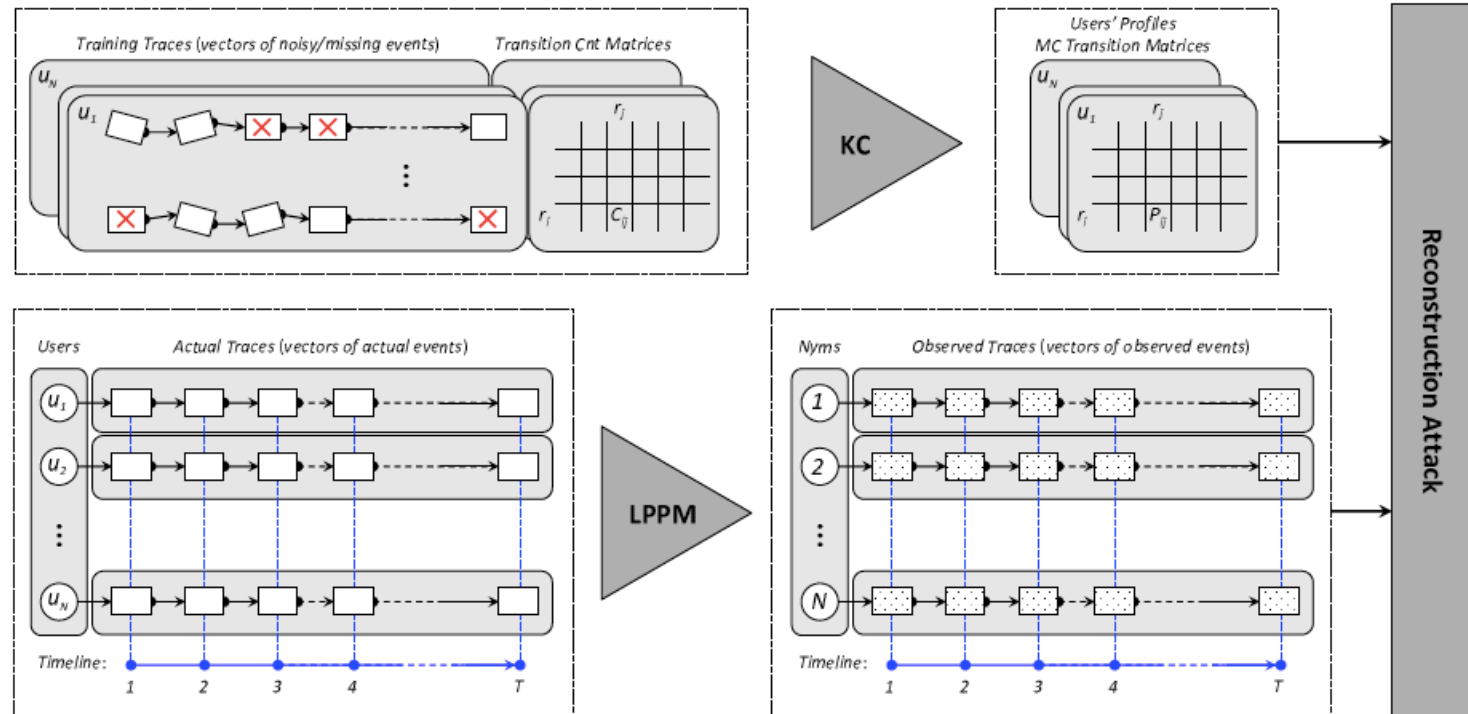 Training Traces (vectors of noisy/missing events)
Transition Cnt Matrices
u_N
u_1
r_j
r_i
C_ij
KC
Users' Profiles
MC Transition Matrices
u_N
u_1
r_j
r_i
P_ij
Reconstruction Attack
Users
Actual Traces (vectors of actual events)
u_1
u_2
⋮
u_N
Timeline:
1 2 3 4 T
LPPM
Nyms
Observed Traces (vectors of observed events)
1
2
⋮
N
Timeline:
1 2 3 4 T